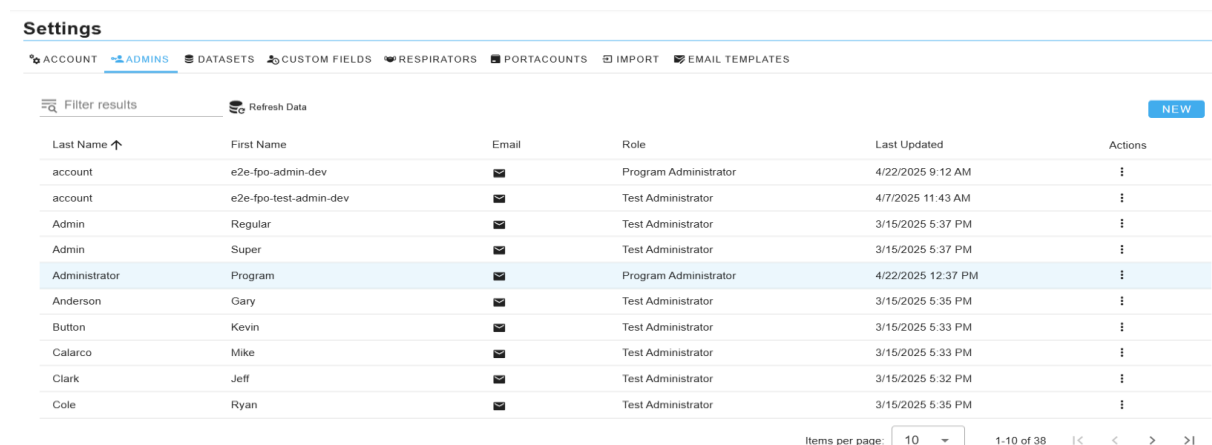 Settings
ACCOUNT ADMINS DATASETS CUSTOM FIELDS RESPIRATORS PORTACOUNTS IMPORT EMAIL TEMPLATES
Filter results Refresh Data NEW
Last Name First Name Email Role Last Updated Actions
account e2e-fpo-admin-dev Program Administrator 4/22/2025 9:12 AM
account e2e-fpo-test-admin-dev Test Administrator 4/7/2025 11:43 AM
Admin Regular Test Administrator 3/15/2025 5:37 PM
Admin Super Test Administrator 3/15/2025 5:37 PM
Administrator Program Program Administrator 4/22/2025 12:37 PM
Anderson Gary Test Administrator 3/15/2025 5:35 PM
Button Kevin Test Administrator 3/15/2025 5:33 PM
Calarco Mike Test Administrator 3/15/2025 5:33 PM
Clark Jeff Test Administrator 3/15/2025 5:32 PM
Cole Ryan Test Administrator 3/15/2025 5:35 PM
Items per page: 10 1-10 of 38